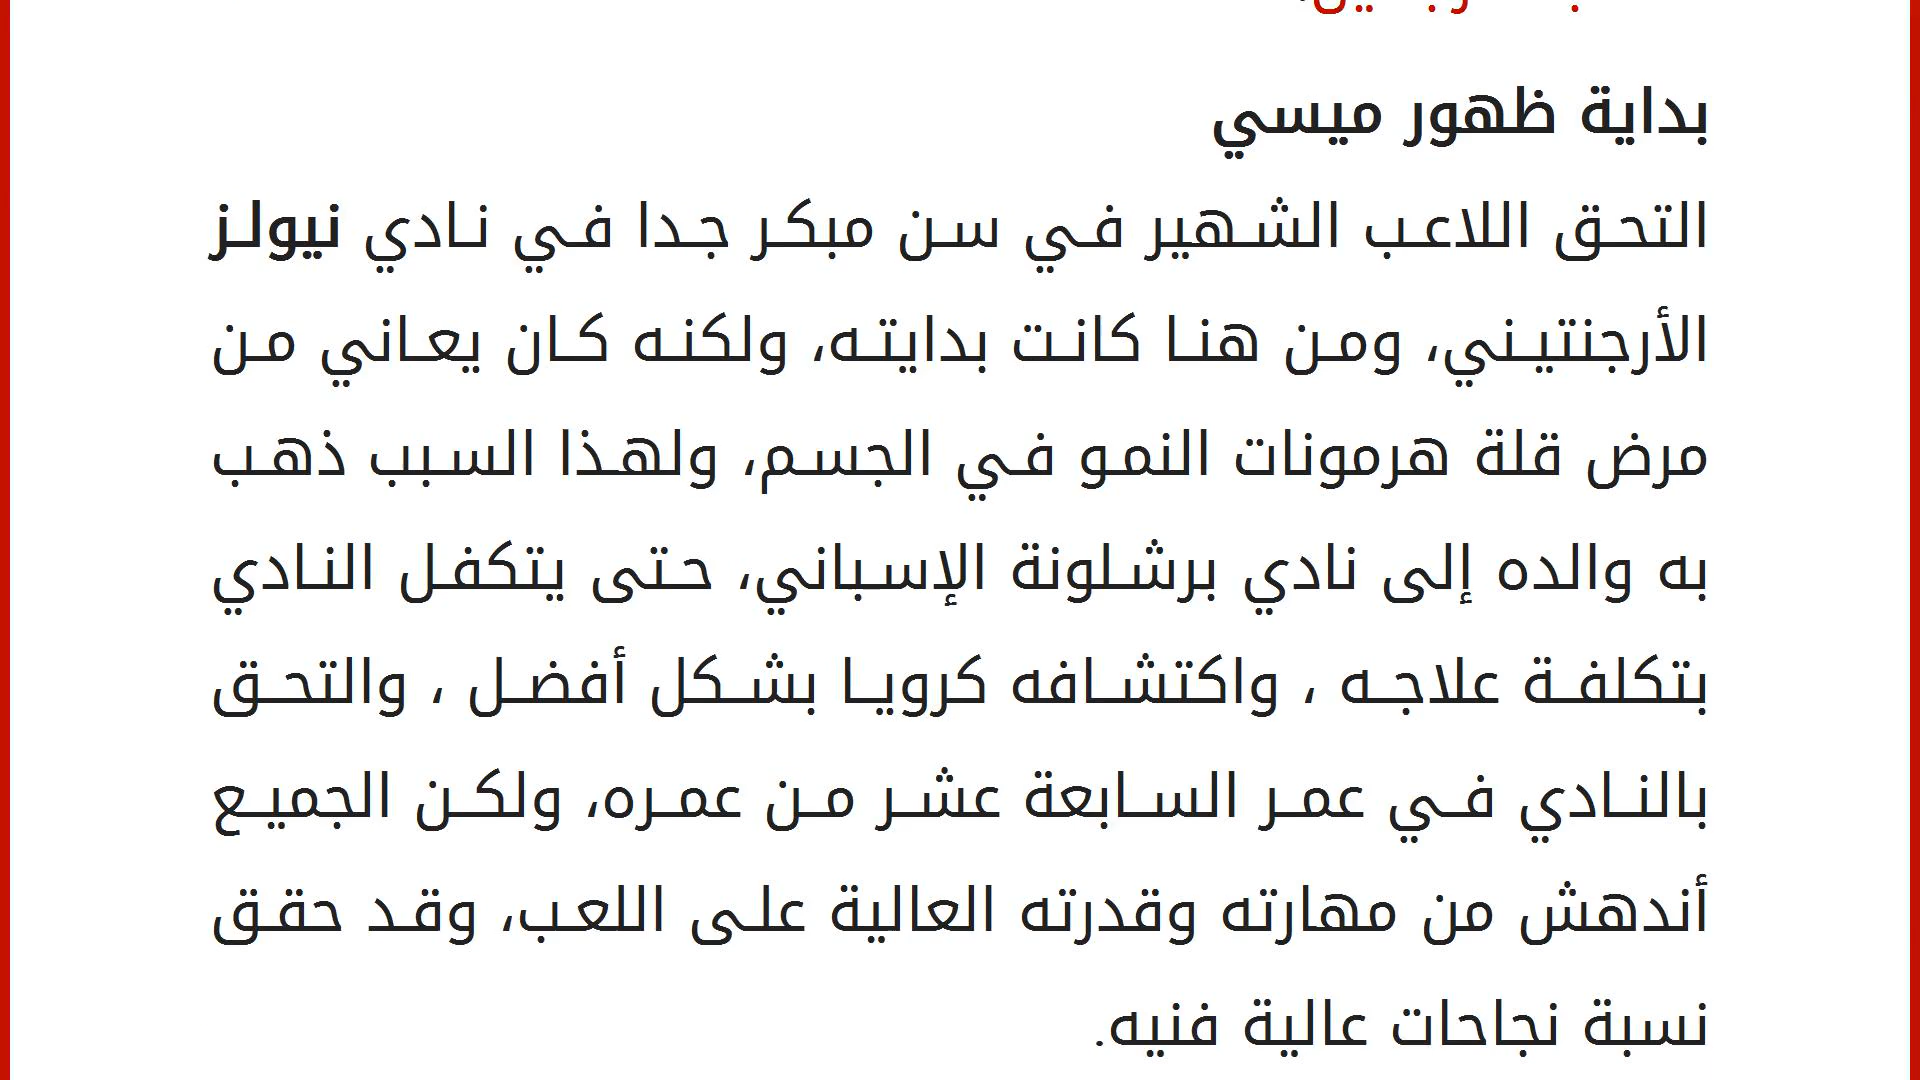 بداية ظهور ميسي
التحق اللاعب الشهير في سن مبكر جدا في نادي نيولز
الأرجنتيني، ومن هنا كانت بدايته، ولكنه كان يعاني من
مرض قلة هرمونات النمو في الجسم، ولهذا السبب ذهب
به والده إلى نادي برشلونة الإسباني، حتى يتكفل النادي
بتكلفة علاجه ، واكتشافه كرويا بشكل أفضل ، والتحق
بالنادي في عمر السابعة عشر من عمره، ولكن الجميع
أندهش من مهارته وقدرته العالية على اللعب، وقد حقق
نسبة نجاحات عالية فنيه.